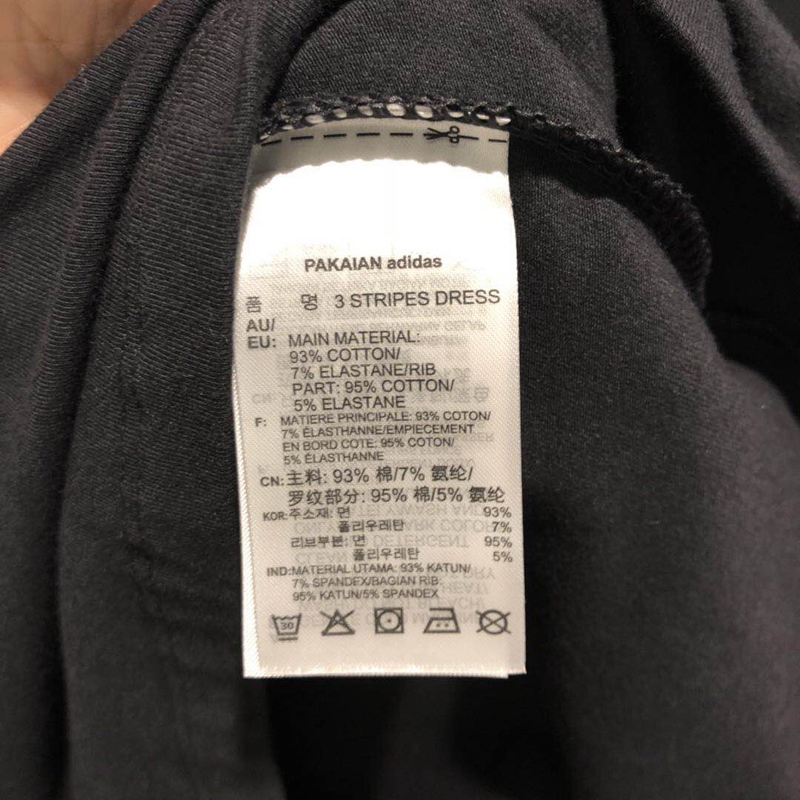 PAKAIAN adidas
품 명 3 STRIPES DRESS
AU/
EU: MAIN MATERIAL:
93% COTTON/
7% ELASTANE/RIB
PART: 95% COTTON/
5% ELASTANE
F: MATIERE PRINCIPALE: 93% COTON/
7% ÉLASTHANNE/EMPIECEMENT
EN BORD COTE: 95% COTON/
5% ÉLASTHANNE
CN: 主料: 93% 棉/7% 氨纶/
罗纹部分: 95% 棉/5% 氨纶
KOR: 주소재: 면 93%
폴리우레탄 7%
리브부분: 면 95%
폴리우레탄 5%
IND: MATERIAL UTAMA: 93% KATUN/
7% SPANDEX/BAGIAN RIB:
95% KATUN/5% SPANDEX
30